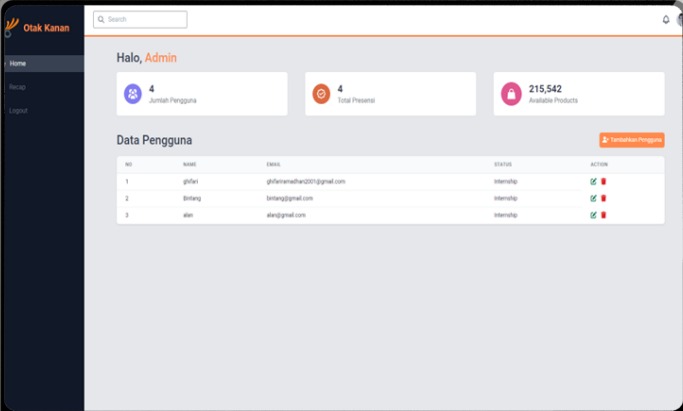 Otak Kanan
Search
Home
Recap
Logout
Halo, Admin
4
Jumlah Pengguna
4
Total Presensi
215,542
Available Products
Data Pengguna
Tambahkan Pengguna
NO NAME EMAIL STATUS ACTION
1 ghifari ghifariramadhan2001@gmail.com Internship
2 Bintang bintang@gmail.com Internship
3 alan alan@gmail.com Internship